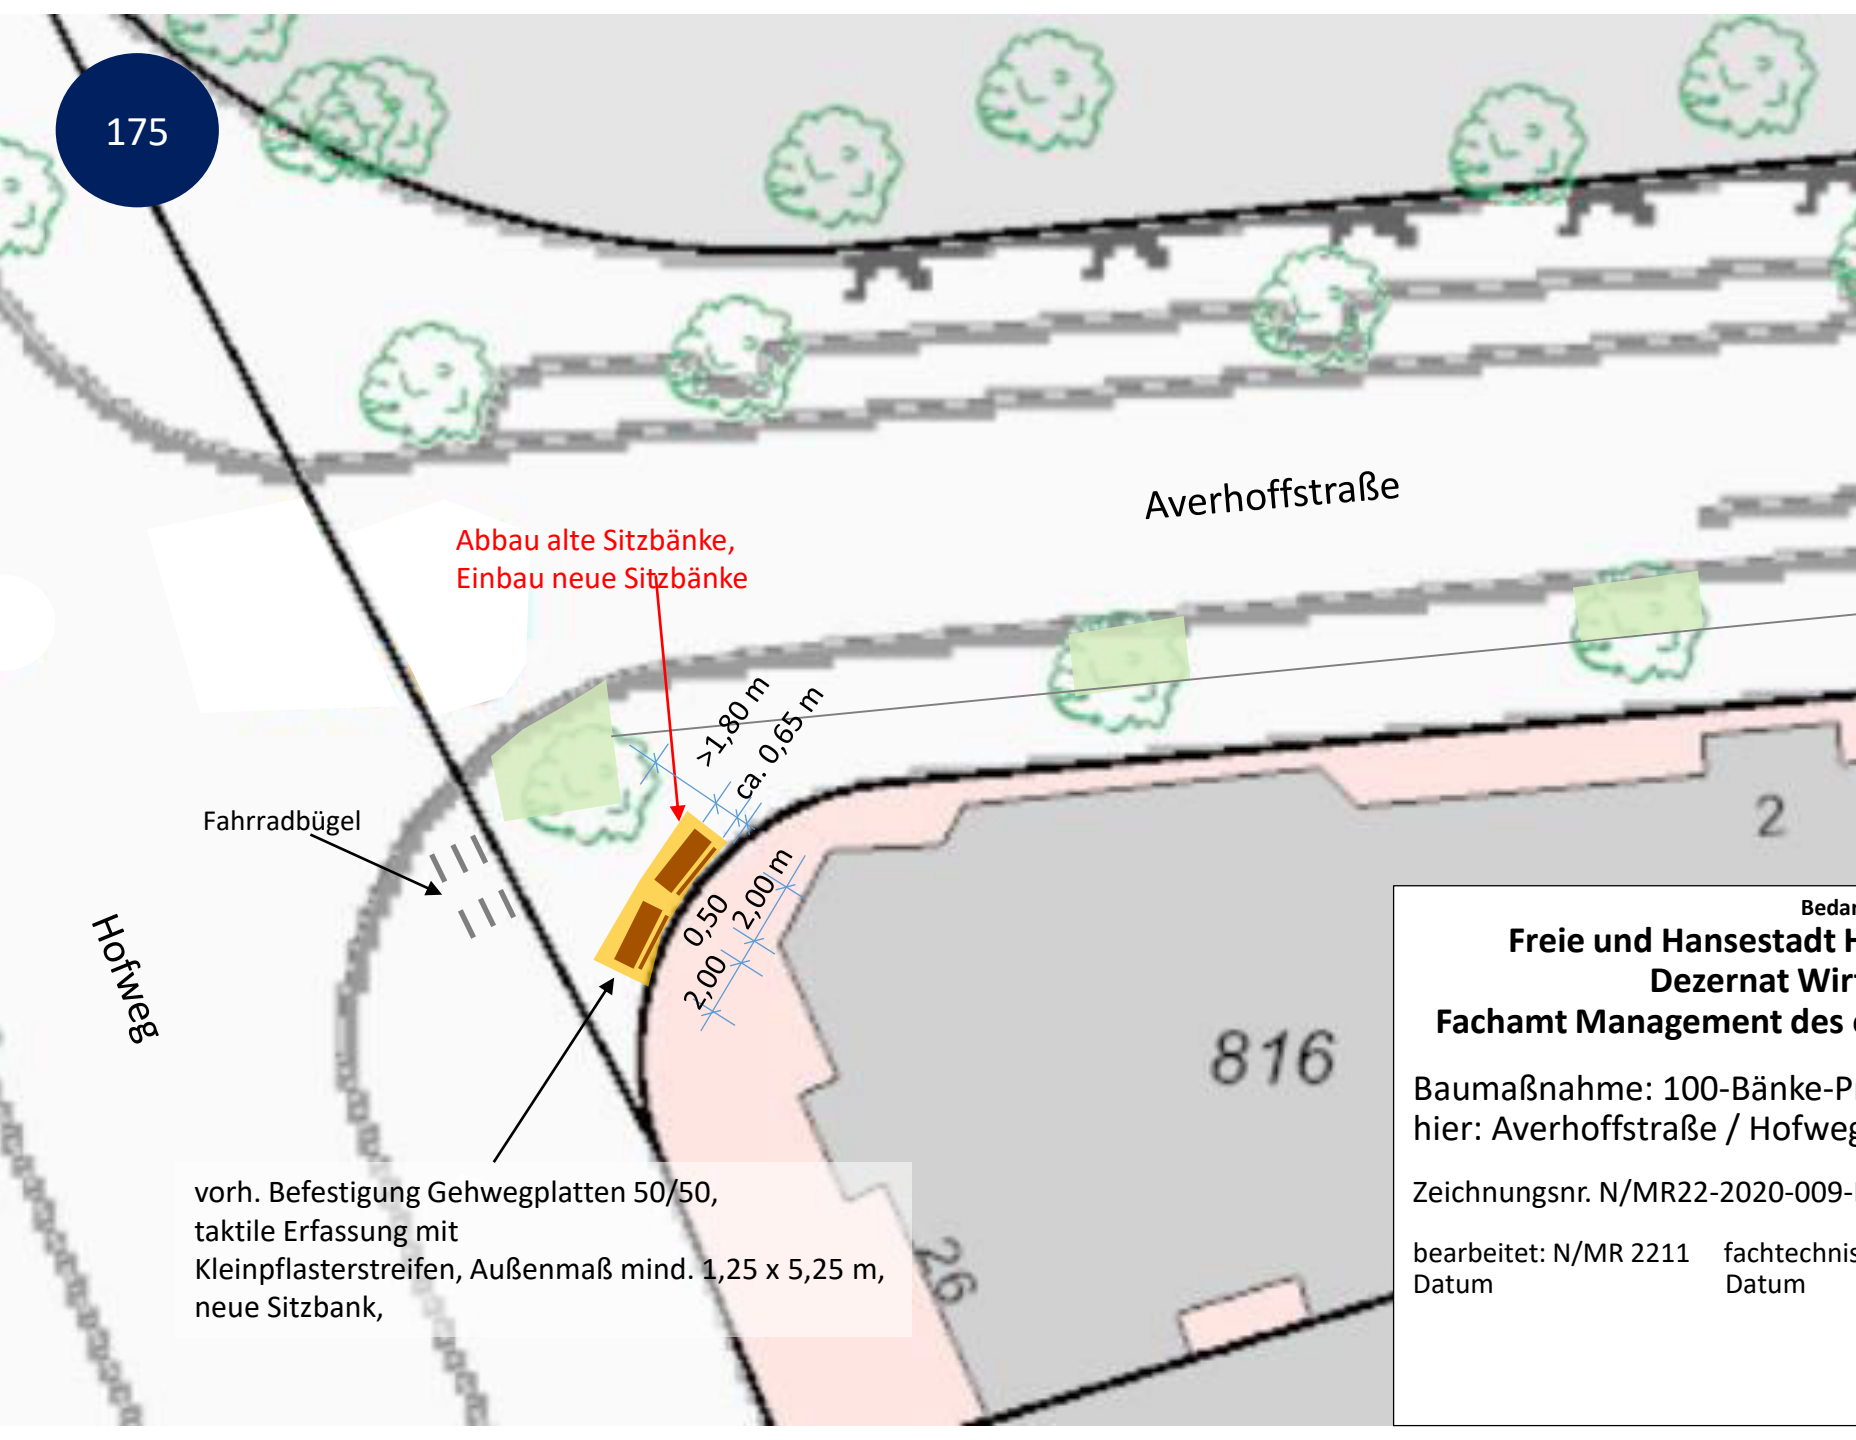 175
Averhoffstraße
Abbau alte Sitzbänke,
Einbau neue Sitzbänke
>1,80 m
ca. 0,65 m
Fahrradbügel
2
0,50
2,00 m
2,00
Hofweg
816
26
vorh. Befestigung Gehwegplatten 50/50,
taktile Erfassung mit
Kleinpflasterstreifen, Außenmaß mind. 1,25 x 5,25 m,
neue Sitzbank,
Freie und Hansestadt
Dezernat
Fachamt Management des
Baumaßnahme: 100-Bänke-
hier: Averhoffstraße / Hofweg
Zeichnungsnr. N/MR22-2020-009-
bearbeitet: N/MR 2211
Datum Datum